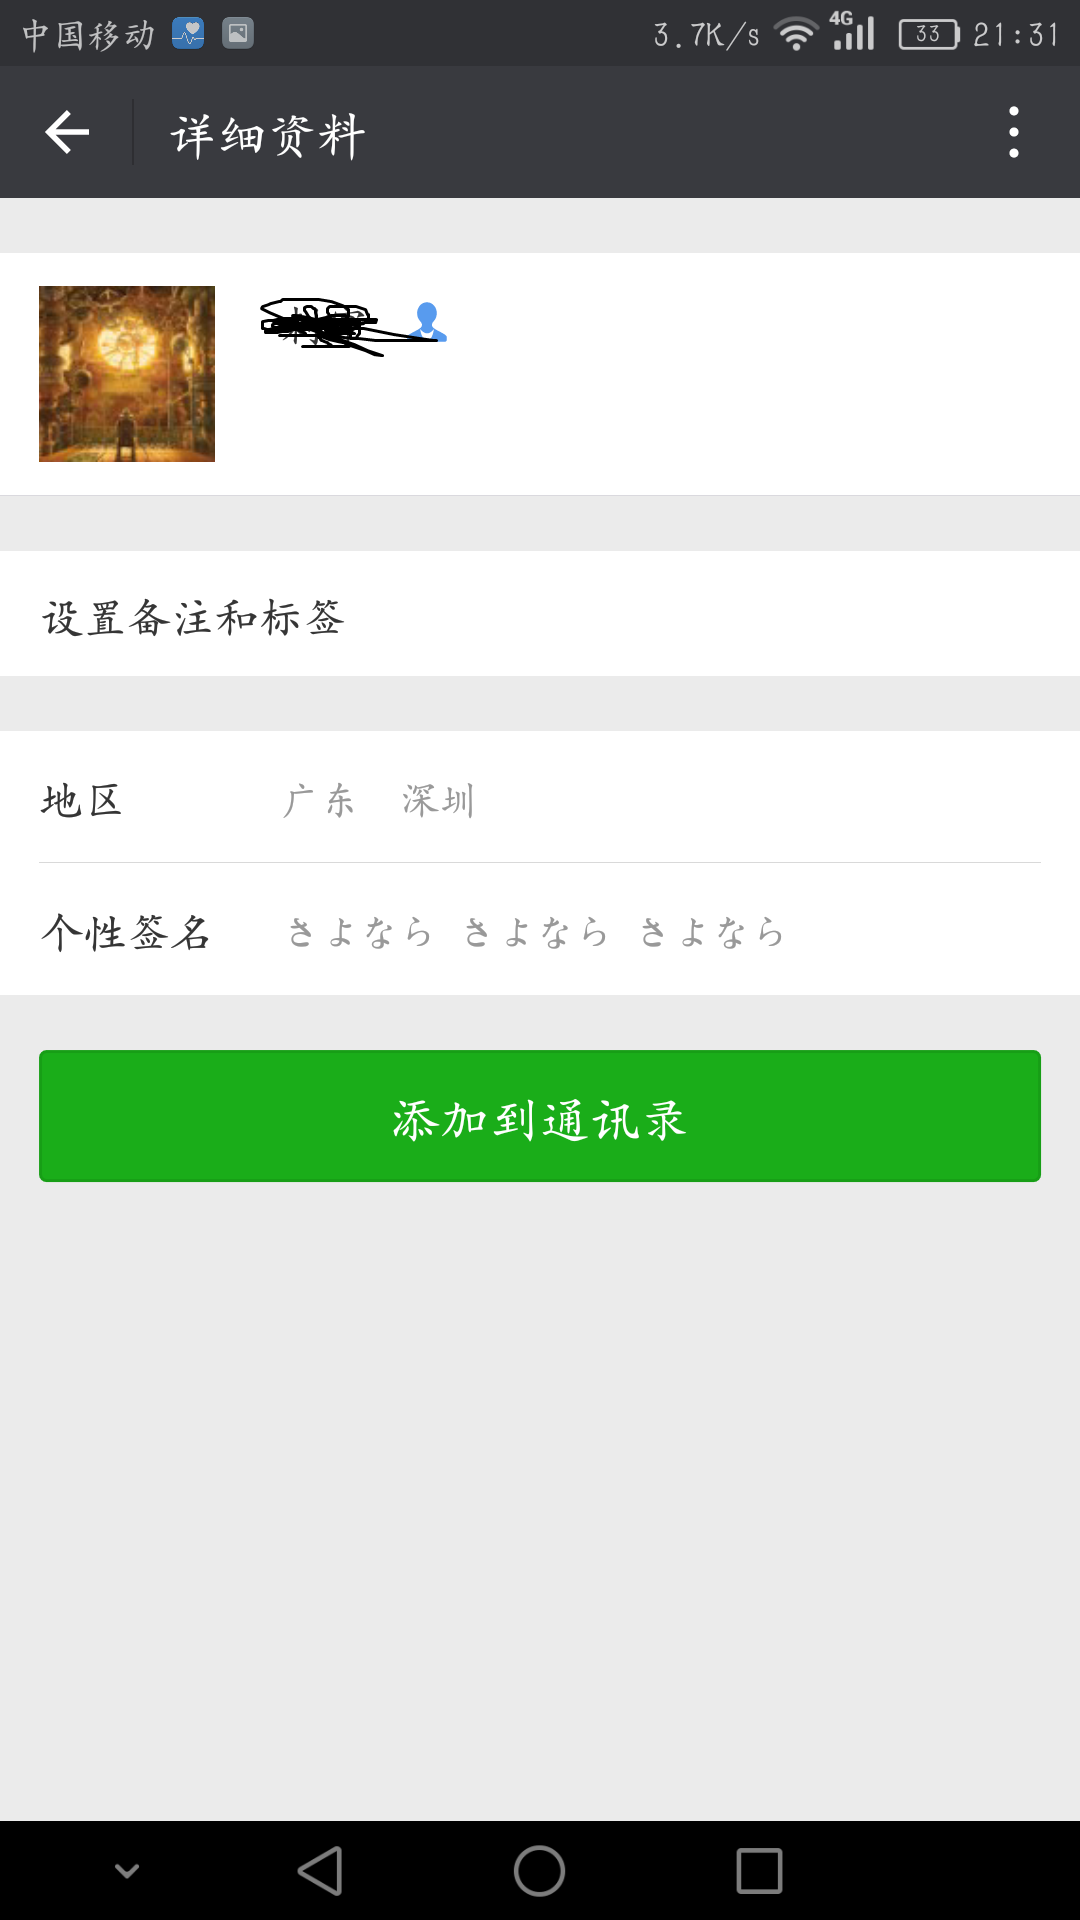 中国移动 3.7K/s 4G 33 21:31
详细资料
设置备注和标签
地区 广东 深圳
个性签名 さよなら さよなら さよなら
添加到通讯录